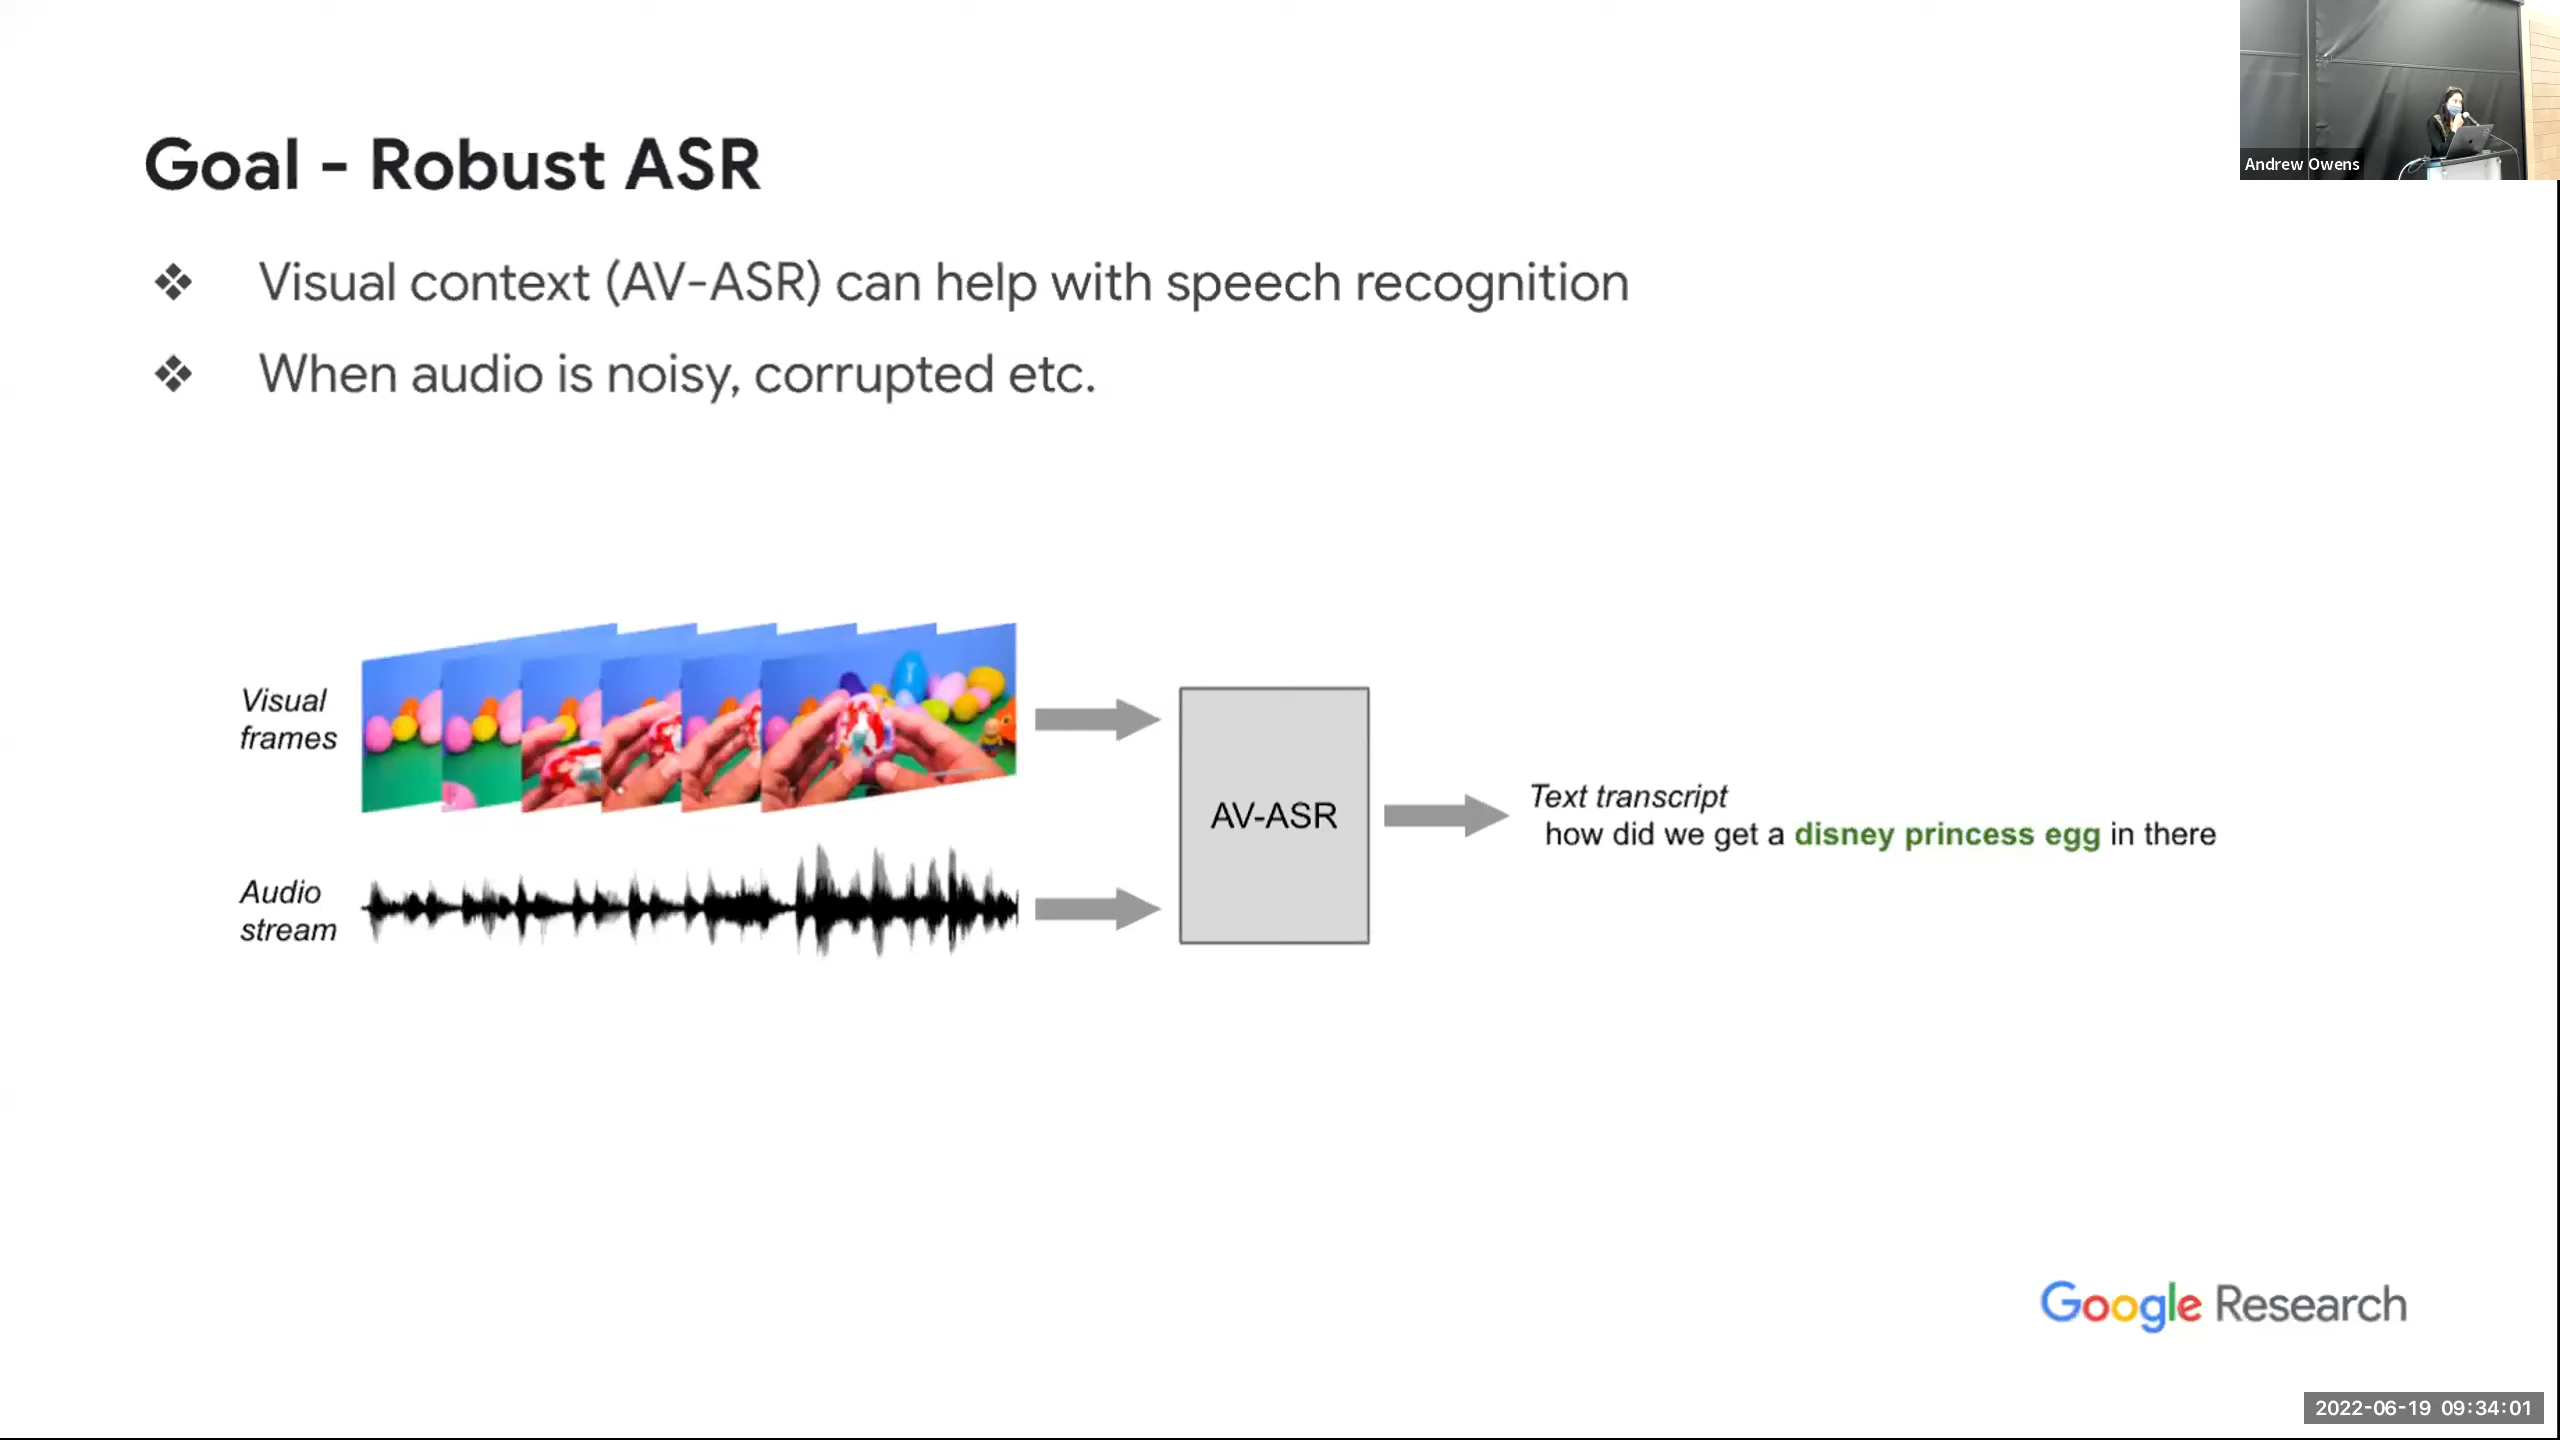 Goal - Robust ASR
Andrew Owens
❖ Visual context (AV-ASR) can help with speech recognition
❖ When audio is noisy, corrupted etc.
Visual
frames
Audio
stream
AV-ASR
Text transcript
how did we get a disney princess egg in there
Google Research
2022-06-19 09:34:01